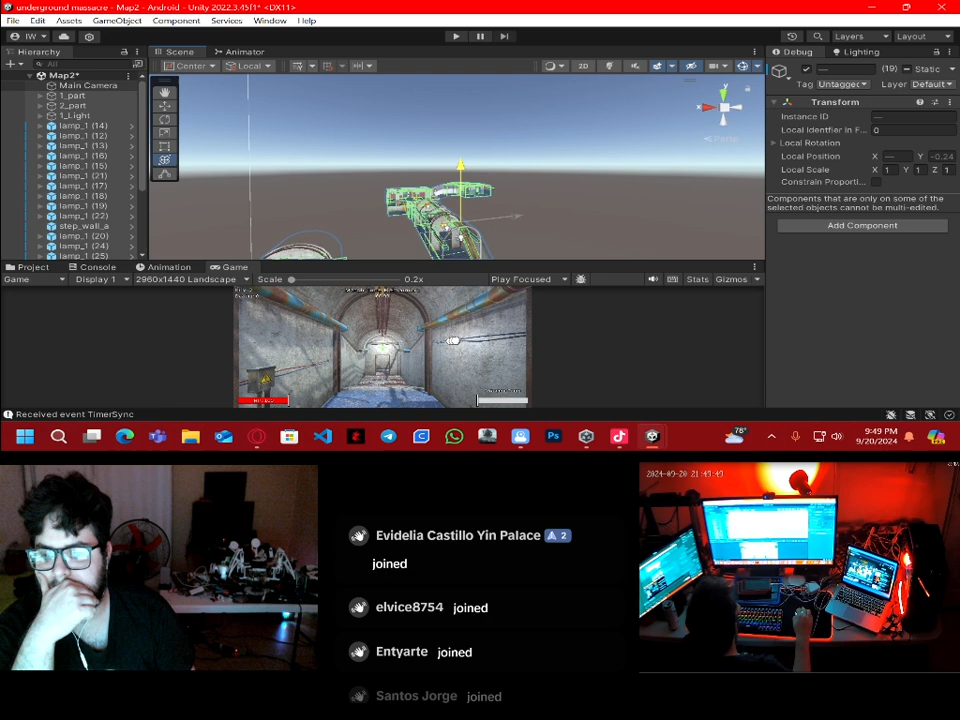 underground massacre - Map2 - Android - Unity 2022.3.45f1* <DX11>
File Edit Assets GameObject Component Services Window Help
IW Layers Layout
Hierarchy Scene Animator Debug Lighting
All Center Local 2D (19) Static
Map2* Tag Untagged Layer Default
Main Camera Transform
1_part Instance ID
2_part Local Identfier in F... 0
1_Light Local Rotation
lamp_1 (14) Local Position X — Y -0.24
lamp_1 (12) Local Scale X 1 Y 1 Z 1
lamp_1 (13) Constrain Proporti...
lamp_1 (16)
lamp_1 (15)
lamp_1 (21)
lamp_1 (17)
lamp_1 (18)
lamp_1 (19)
lamp_1 (22)
step_wall_a
lamp_1 (20)
lamp_1 (24)
lamp_1 (25)
y
x
Persp
Components that are only on some of the
selected objects cannot be multi-edited.
Add Component
Project Console Animation Game
Game Display 1 2960x1440 Landscape Scale 0.2x Play Focused Stats Gizmos
Received event TimerSync
Ps 78° 9:49 PM
9/20/2024
2024-09-20 21:49:49
Evidelia Castillo Yin Palace 2
joined
elvice8754 joined
Entyarte joined
Santos Jorge joined